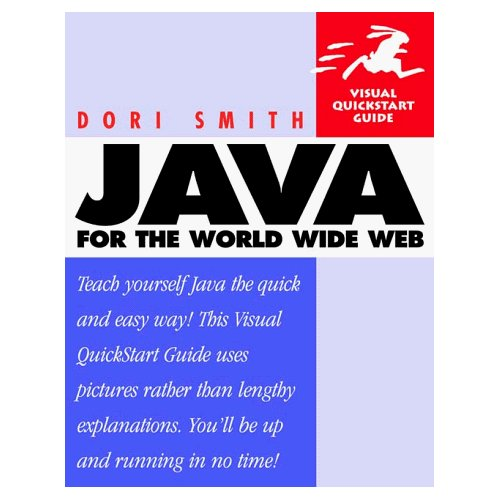 VISUAL
QUICKSTART
GUIDE
DORI SMITH
JAVA
FOR THE WORLD WIDE WEB
Teach yourself Java the quick
and easy way! This Visual
QuickStart Guide uses
pictures rather than lengthy
explanations. You'll be up
and running in no time!